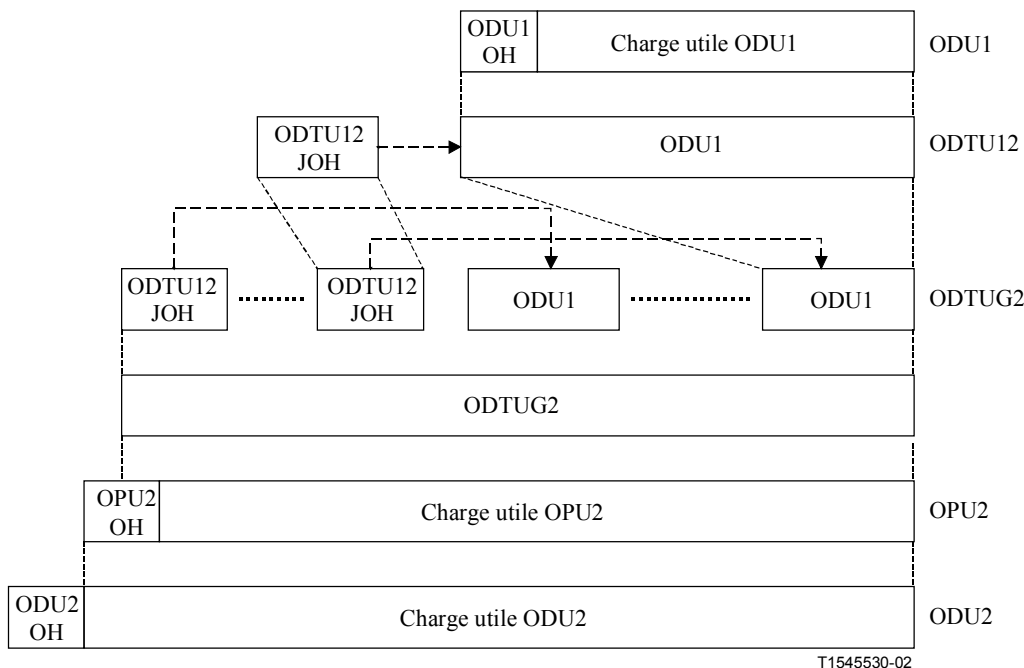 ODU1 OH
Charge utile ODU1
ODU1
ODTU12 JOH
ODU1
ODTU12
ODTU12 JOH
ODTU12 JOH
ODU1
ODU1
ODTUG2
ODTUG2
OPU2 OH
Charge utile OPU2
OPU2
ODU2 OH
Charge utile ODU2
ODU2
T1545530-02